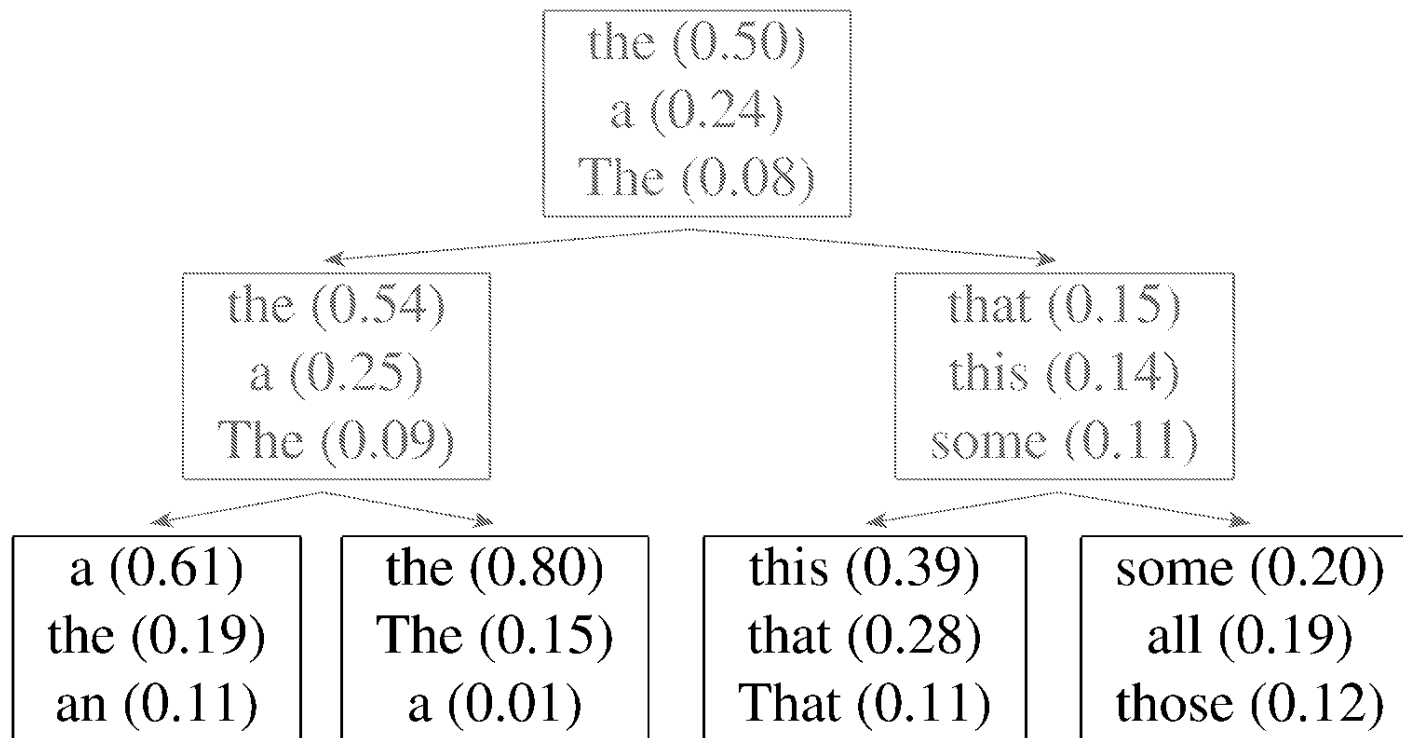 the (0.50)
a (0.24)
The (0.08)
the (0.54)
a (0.25)
The (0.09)
that (0.15)
this (0.14)
some (0.11)
a (0.61)
the (0.19)
an (0.11)
the (0.80)
The (0.15)
a (0.01)
this (0.39)
that (0.28)
That (0.11)
some (0.20)
all (0.19)
those (0.12)